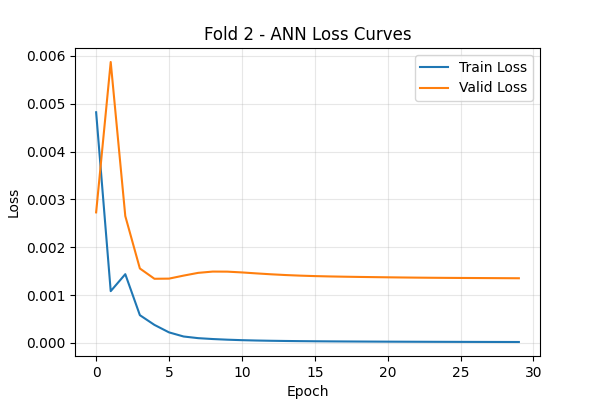 Fold 2 - ANN Loss Curves
Train Loss
Valid Loss
0.006
0.005
0.004
0.003
0.002
0.001
0.000
Loss
0 5 10 15 20 25 30
Epoch